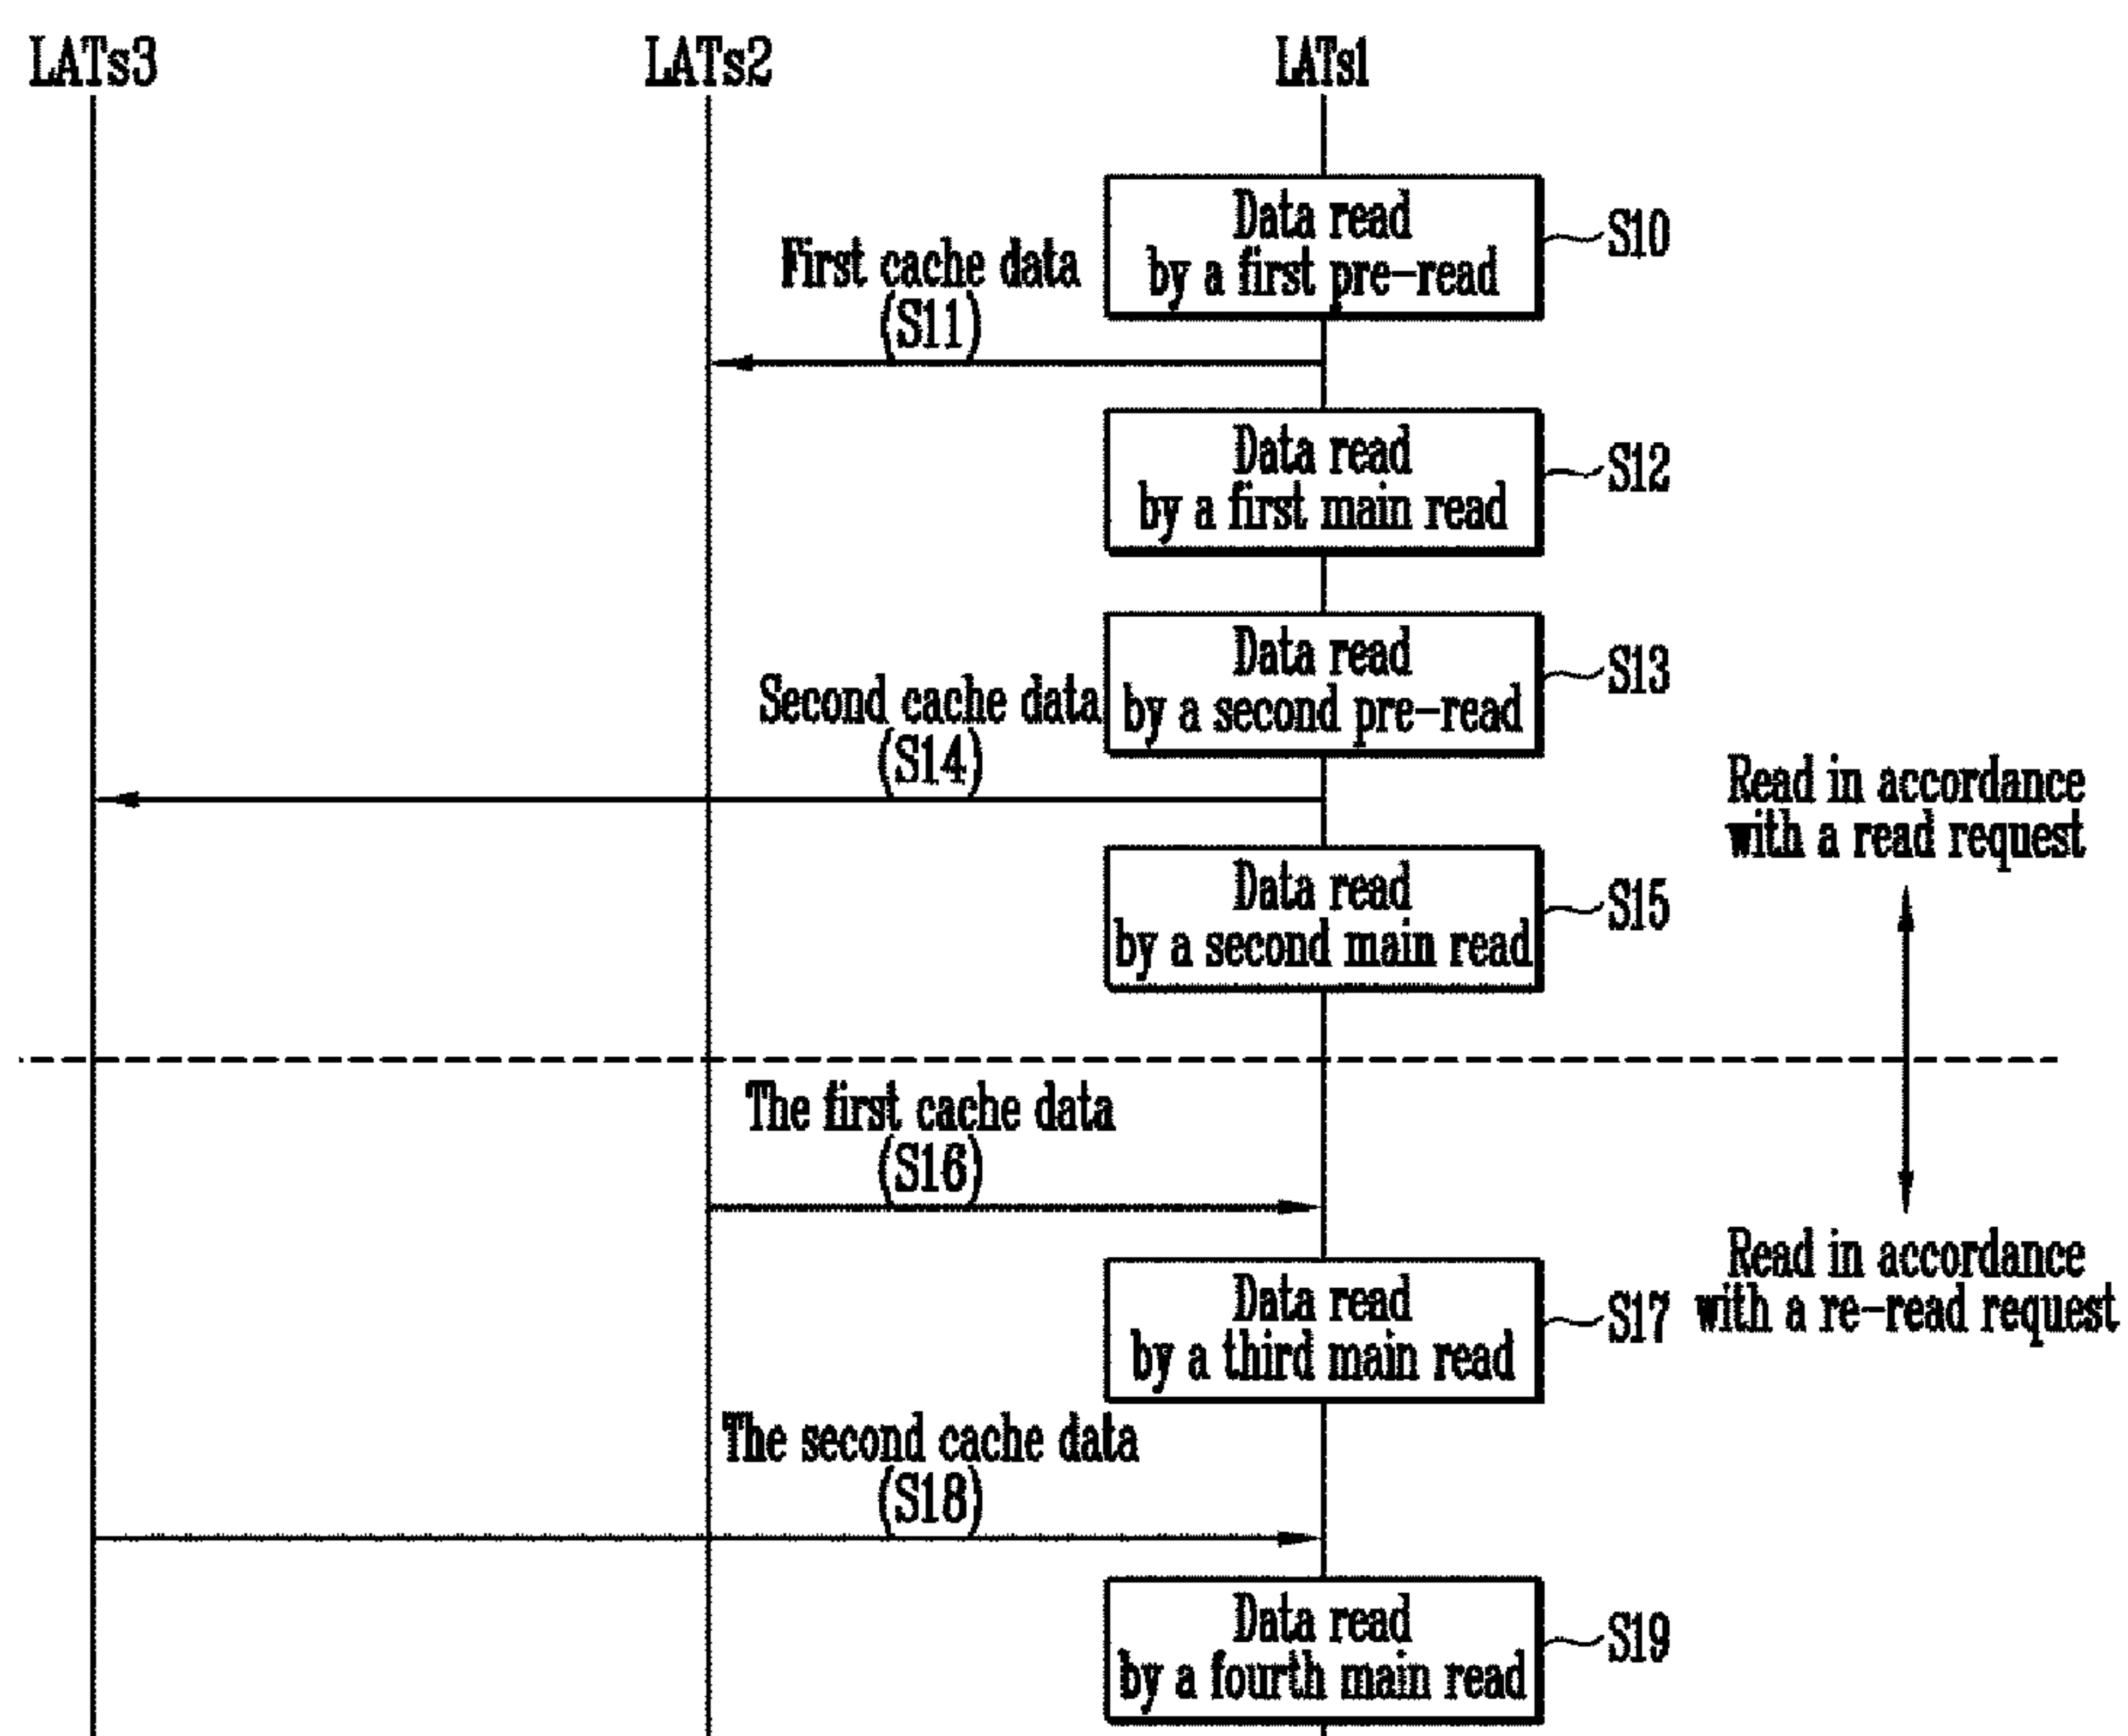 LATs3
LATs2
LATs1
Data read
by a first pre-read
S10
First cache data
(S11)
Data read
by a first main read
S12
Data read
by a second pre-read
S13
Second cache data
(S14)
Read in accordance
with a read request
Data read
by a second main read
S15
The first cache data
(S16)
Read in accordance
with a re-read request
Data read
by a third main read
S17
The second cache data
(S18)
Data read
by a fourth main read
S19